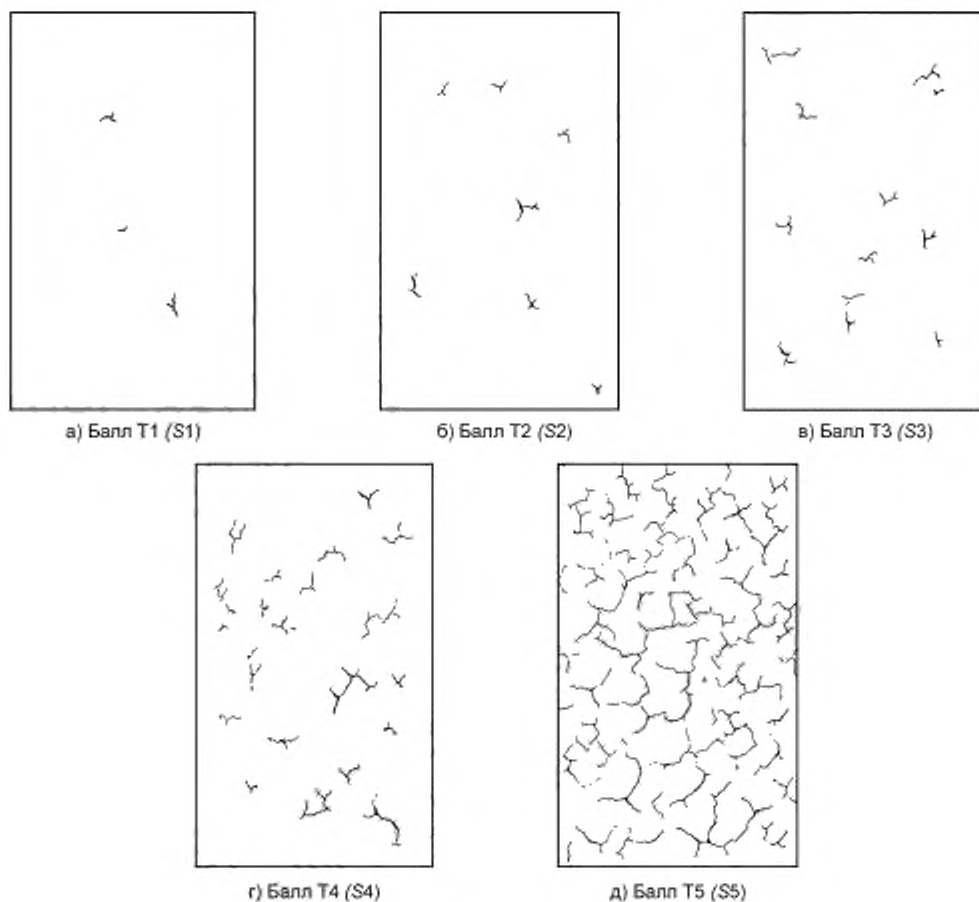 а) Балл Т1 (S1)
б) Балл Т2 (S2)
в) Балл Т3 (S3)
г) Балл Т4 (S4)
д) Балл Т5 (S5)